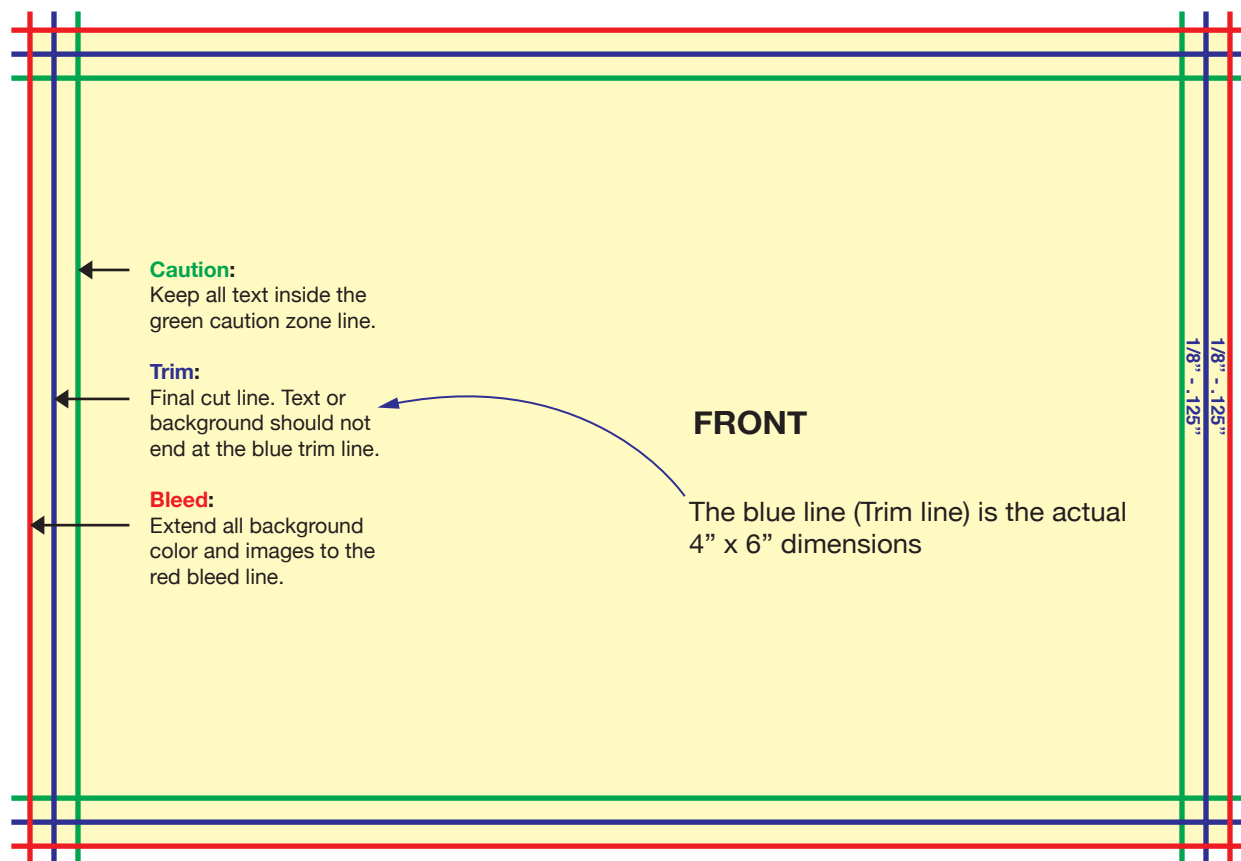 Caution:
Keep all text inside the
green caution zone line.
Trim:
Final cut line. Text or
background should not
end at the blue trim line.
Bleed:
Extend all background
color and images to the
red bleed line.
FRONT
The blue line (Trim line) is the actual
4” x 6” dimensions
1/8” - .125”
1/8” - .125”